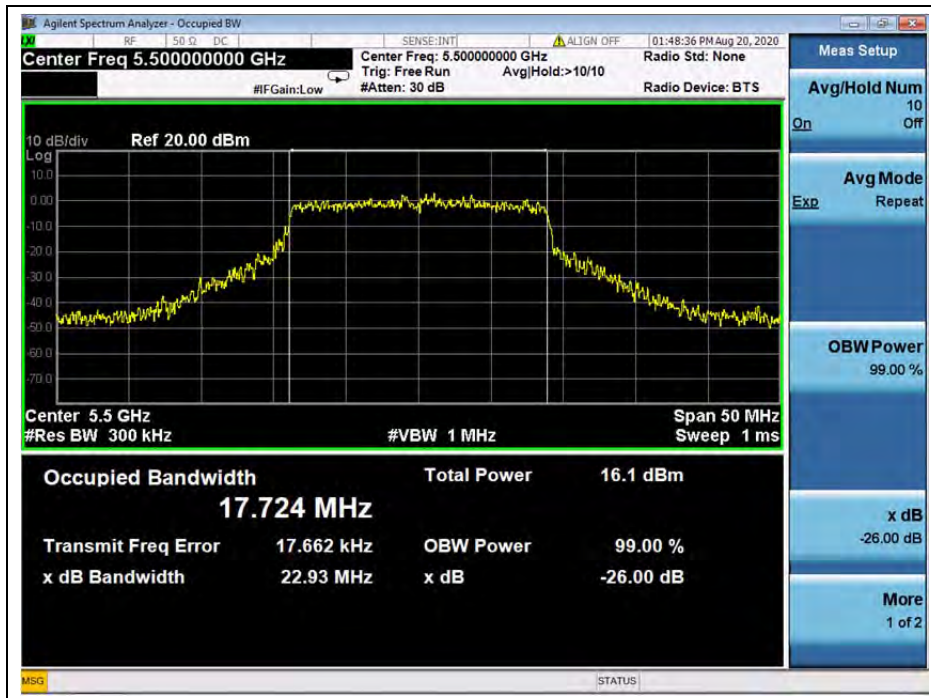 Agilent Spectrum Analyzer - Occupied BW
LXI RF 50 Ω DC SENSE:INT ALIGN OFF 01:48:36 PM Aug 20, 2020
Center Freq 5.500000000 GHz
Center Freq: 5.500000000 GHz
Radio Std: None
Trig: Free Run Avg|Hold:>10/10
#IFGain:Low #Atten: 30 dB
Radio Device: BTS
10 dB/div Ref 20.00 dBm
Log
10.0
0.00
-10.0
-20.0
-30.0
-40.0
-50.0
-60.0
-70.0
Center 5.5 GHz Span 50 MHz
#Res BW 300 kHz #VBW 1 MHz Sweep 1 ms
Occupied Bandwidth Total Power 16.1 dBm
17.724 MHz
Transmit Freq Error 17.662 kHz OBW Power 99.00 %
x dB Bandwidth 22.93 MHz x dB -26.00 dB
Meas Setup
Avg/Hold Num
10
On Off
Avg Mode
Exp Repeat
OBW Power
99.00 %
x dB
-26.00 dB
More
1 of 2
MSG STATUS